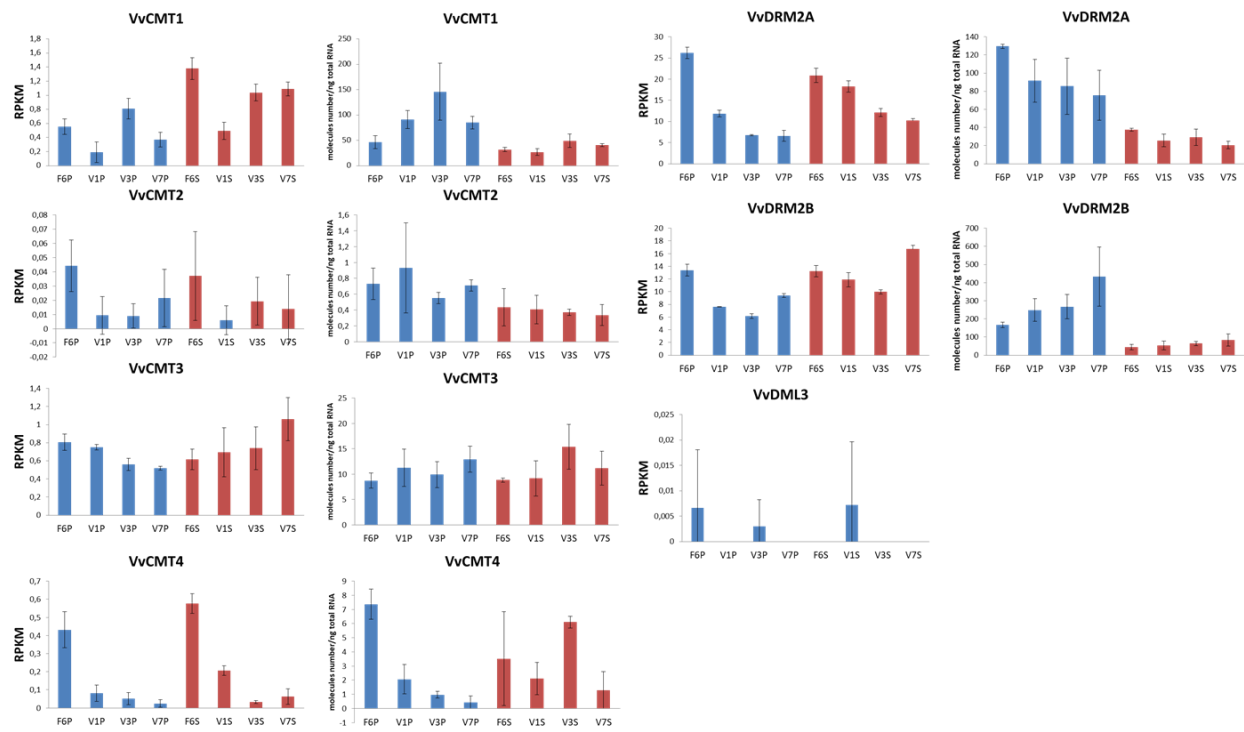 VvCMT1
RPKM
1,8
1,6
1,4
1,2
1
0,8
0,6
0,4
0,2
0
F6P V1P V3P V7P F6S V1S V3S V7S
VvCMT1
molecules number/ng total RNA
250
200
150
100
50
0
F6P V1P V3P V7P F6S V1S V3S V7S
VvDRM2A
RPKM
30
25
20
15
10
5
0
F6P V1P V3P V7P F6S V1S V3S V7S
VvDRM2A
molecules number/ng total RNA
140
120
100
80
60
40
20
0
F6P V1P V3P V7P F6S V1S V3S V7S
VvCMT2
RPKM
0,08
0,07
0,06
0,05
0,04
0,03
0,02
0,01
0
-0,01
-0,02
F6P V1P V3P V7P F6S V1S V3S V7S
VvCMT2
molecules number/ng total RNA
1,6
1,4
1,2
1
0,8
0,6
0,4
0,2
0
F6P V1P V3P V7P F6S V1S V3S V7S
VvDRM2B
RPKM
20
18
16
14
12
10
8
6
4
2
0
F6P V1P V3P V7P F6S V1S V3S V7S
VvDRM2B
molecules number/ng total RNA
700
600
500
400
300
200
100
0
F6P V1P V3P V7P F6S V1S V3S V7S
VvCMT3
RPKM
1,4
1,2
1
0,8
0,6
0,4
0,2
0
F6P V1P V3P V7P F6S V1S V3S V7S
VvCMT3
molecules number/ng total RNA
25
20
15
10
5
0
F6P V1P V3P V7P F6S V1S V3S V7S
VvDML3
RPKM
0,025
0,02
0,015
0,01
0,005
0
F6P V1P V3P V7P F6S V1S V3S V7S
VvCMT4
RPKM
0,7
0,6
0,5
0,4
0,3
0,2
0,1
0
F6P V1P V3P V7P F6S V1S V3S V7S
VvCMT4
molecules number/ng total RNA
9
8
7
6
5
4
3
2
1
0
-1
F6P V1P V3P V7P F6S V1S V3S V7S